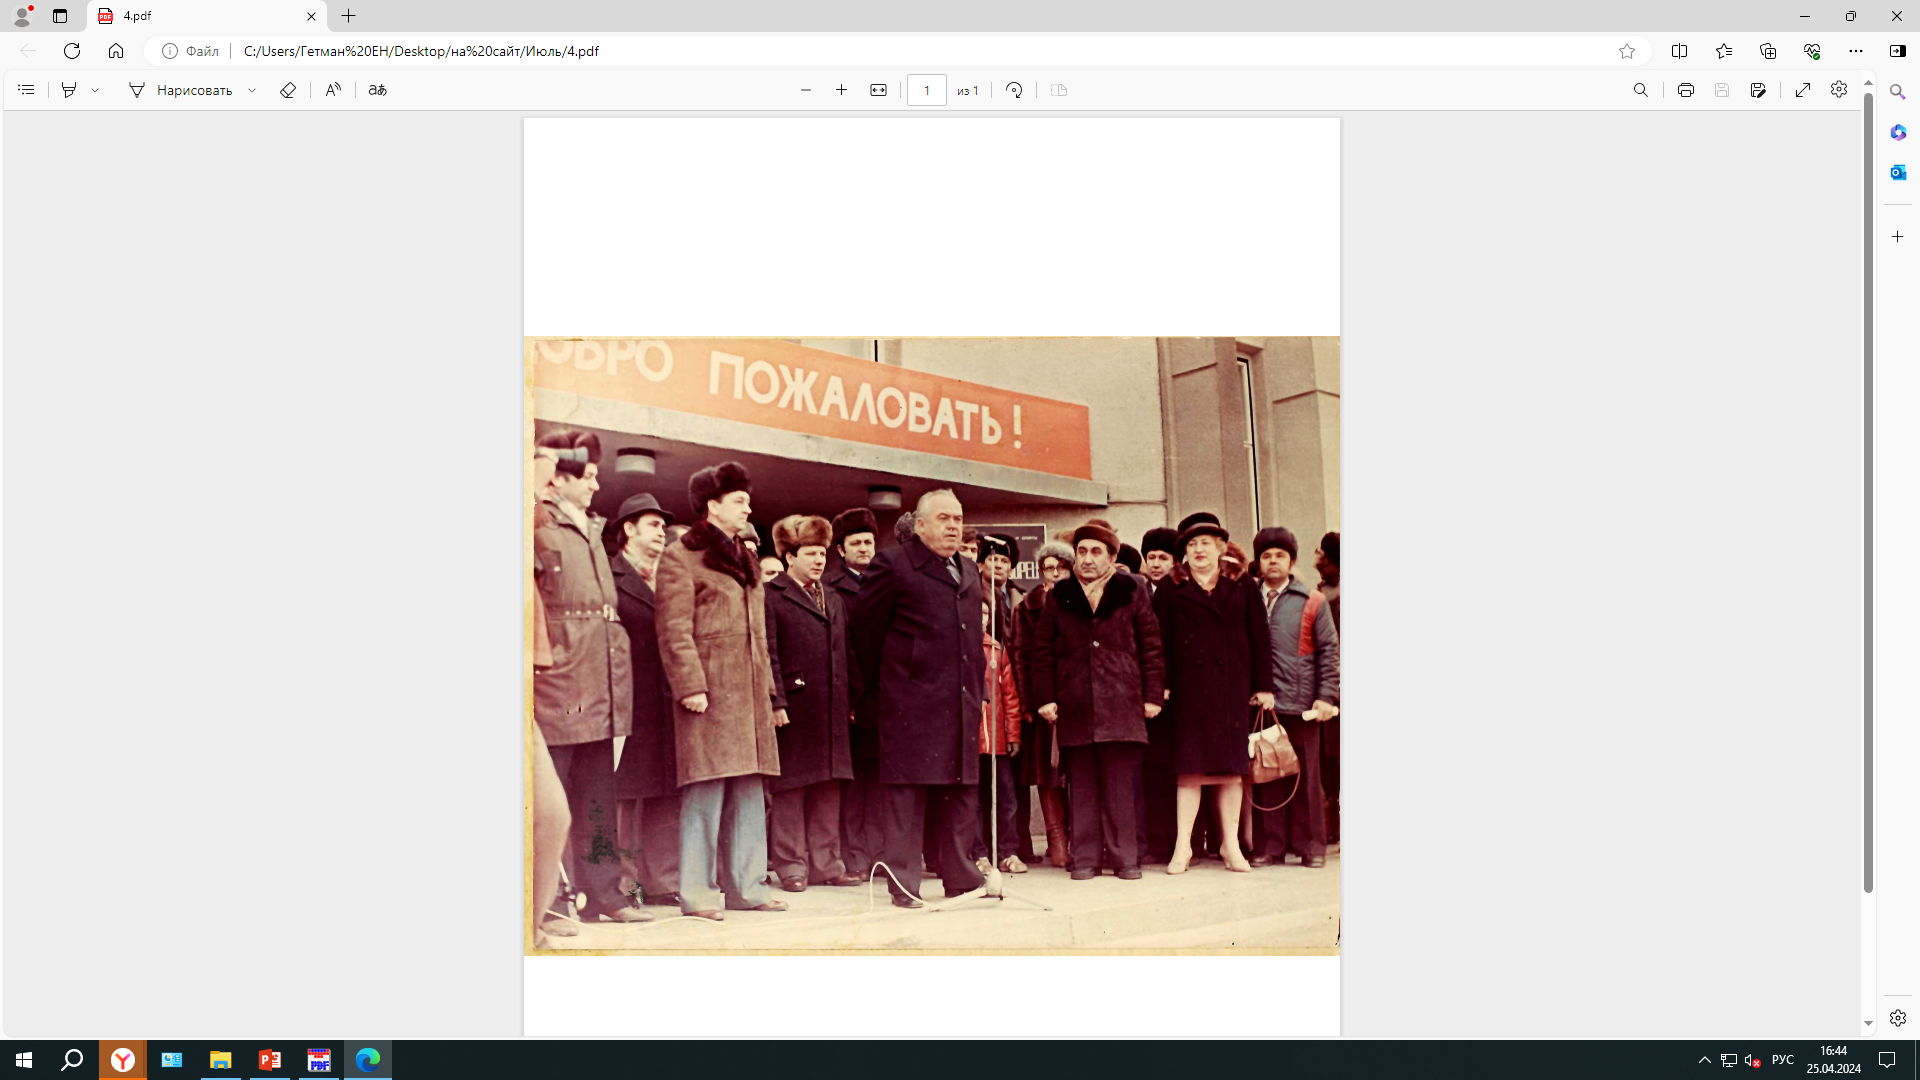 4.pdf
Файл
C:/Users/Гетман%20ЕН/Desktop/на%20сайт/Июль/4.pdf
Нарисовать
1 из 1
ОБРО ПОЖАЛОВАТЬ!
РУС
16:44
25.04.2024